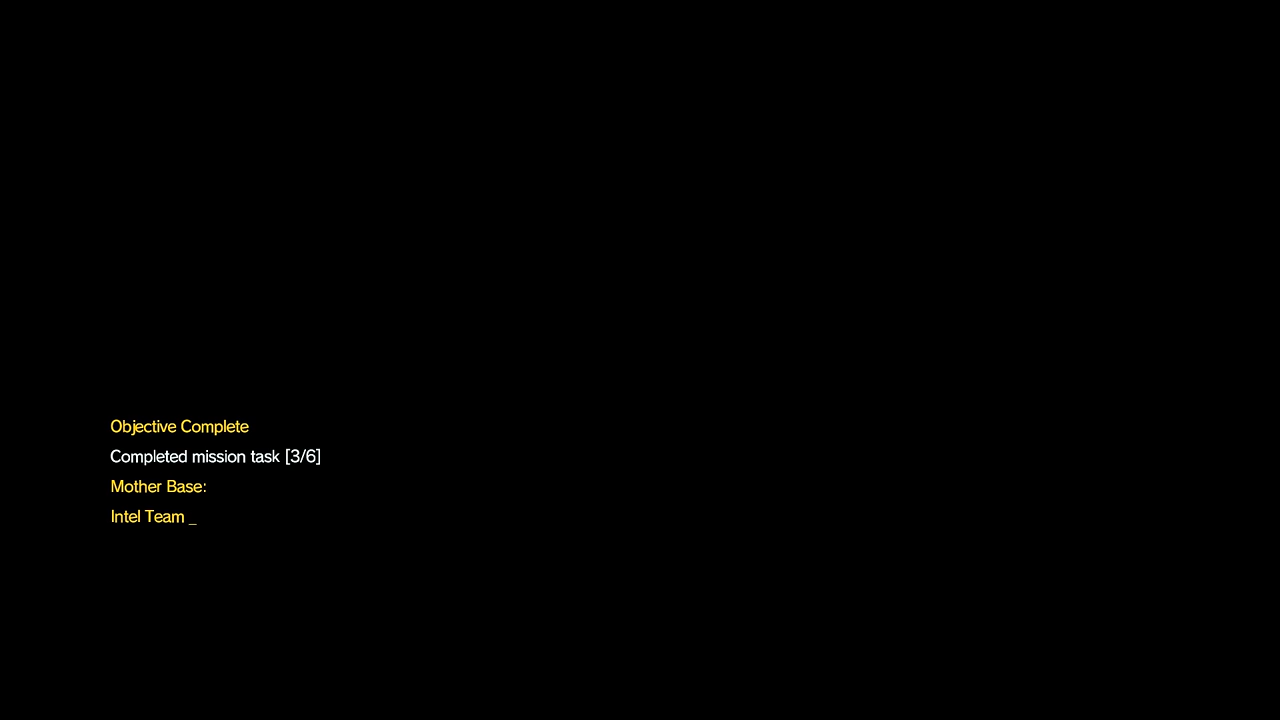 Objective Complete
Completed mission task [3/6]
Mother Base:
Intel Team _